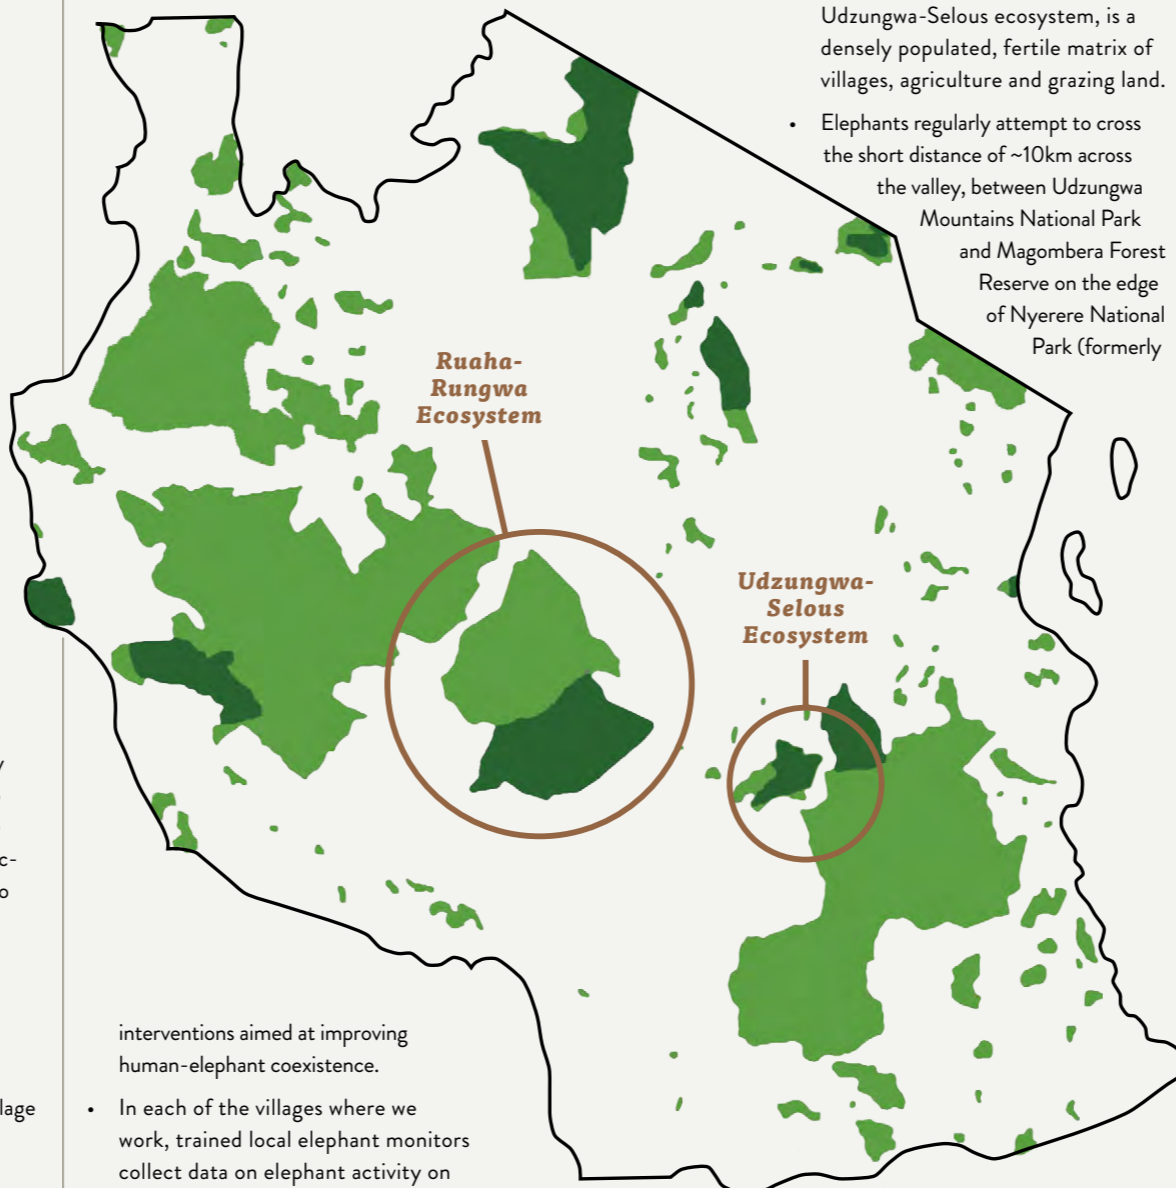 Udzungwa-Selous ecosystem, is a
densely populated, fertile matrix of
villages, agriculture and grazing land.
• Elephants regularly attempt to cross
the short distance of ~10km across
the valley, between Udzungwa
Mountains National Park
and Magombera Forest
Reserve on the edge
of Nyerere National
Park (formerly
Ruaha-
Rungwa
Ecosystem
Udzungwa-
Selous
Ecosystem
interventions aimed at improving
human-elephant coexistence.
• In each of the villages where we
work, trained local elephant monitors
collect data on elephant activity on